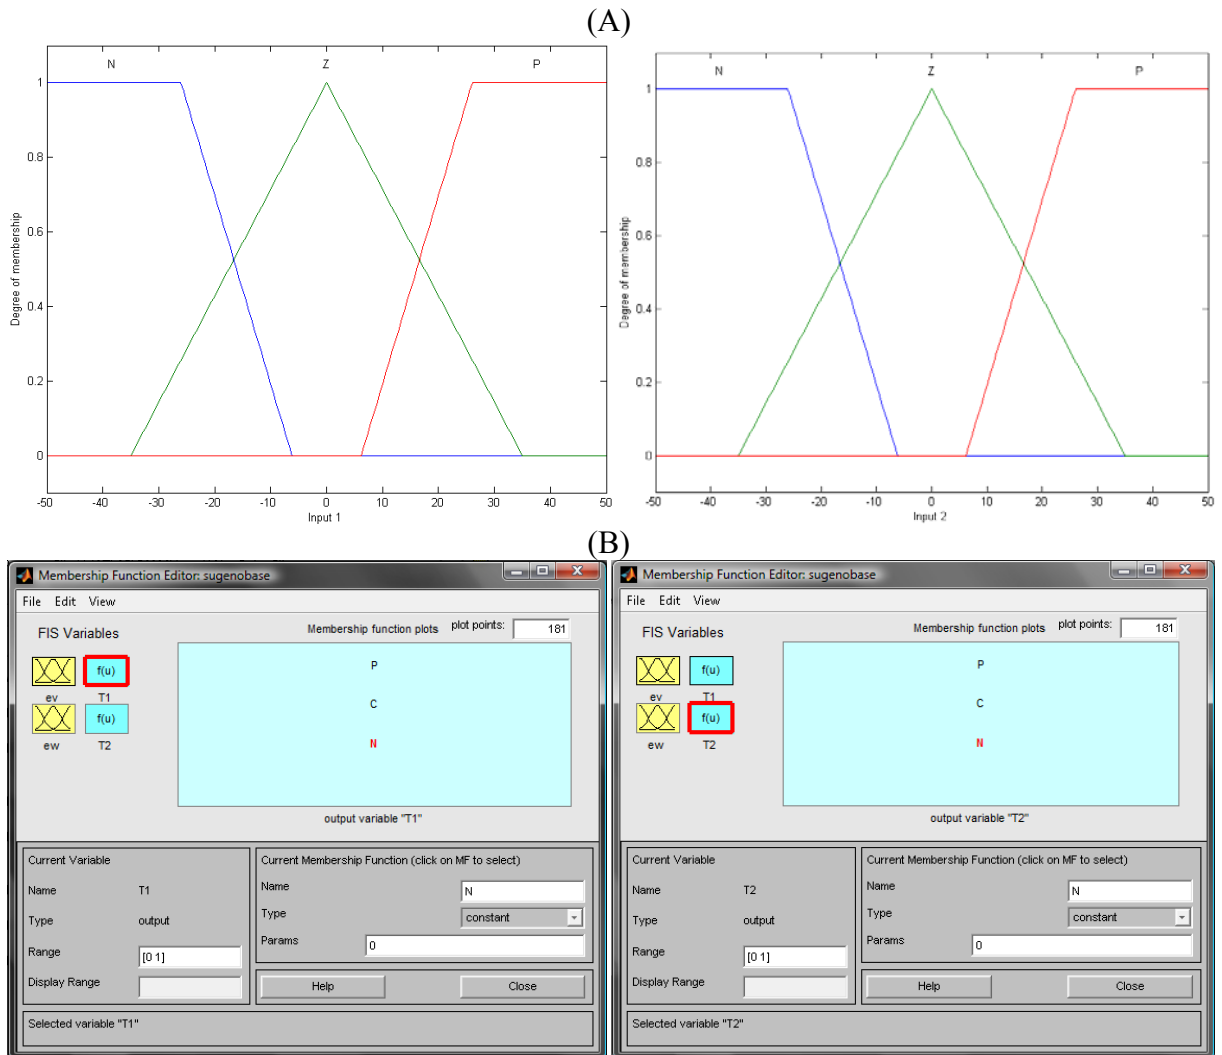 (A)
N Z P
1
0.8
0.6
0.4
0.2
0
Degree of membership
-50 -40 -30 -20 -10 0 10 20 30 40 50
Input 1
N Z P
1
0.8
0.6
0.4
0.2
0
Degree of membership
-50 -40 -30 -20 -10 0 10 20 30 40 50
Input 2
(B)
Membership Function Editor: sugenobase
File Edit View
FIS Variables
Membership function plots plot points: 181
f(u)
ev T1
f(u)
ew T2
P
C
N
output variable "T1"
Current Variable
Name T1
Type output
Range [0 1]
Display Range
Current Membership Function (click on MF to select)
Name N
Type constant
Params 0
Help Close
Selected variable "T1"
Membership Function Editor: sugenobase
File Edit View
FIS Variables
Membership function plots plot points: 181
f(u)
ev T1
f(u)
ew T2
P
C
N
output variable "T2"
Current Variable
Name T2
Type output
Range [0 1]
Display Range
Current Membership Function (click on MF to select)
Name N
Type constant
Params 0
Help Close
Selected variable "T2"